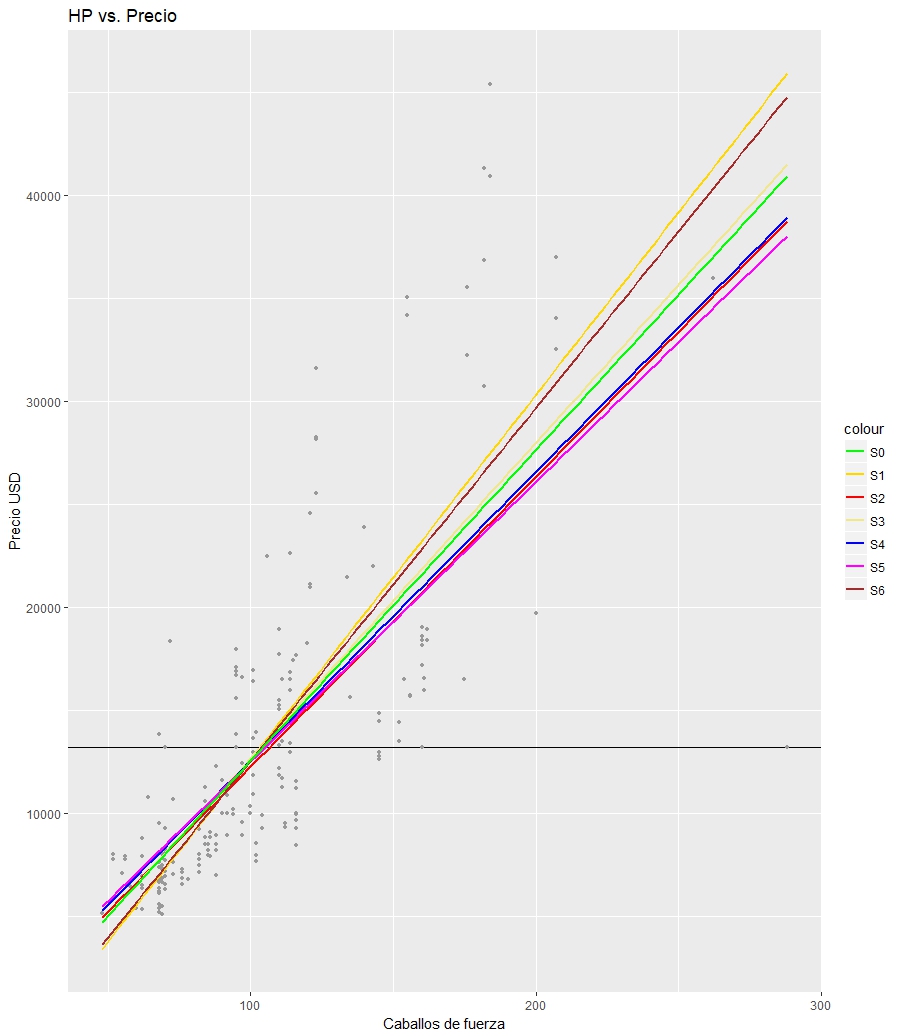 HP vs. Precio
Precio USD
40000
30000
20000
10000
100
200
300
Caballos de fuerza
colour
S0
S1
S2
S3
S4
S5
S6